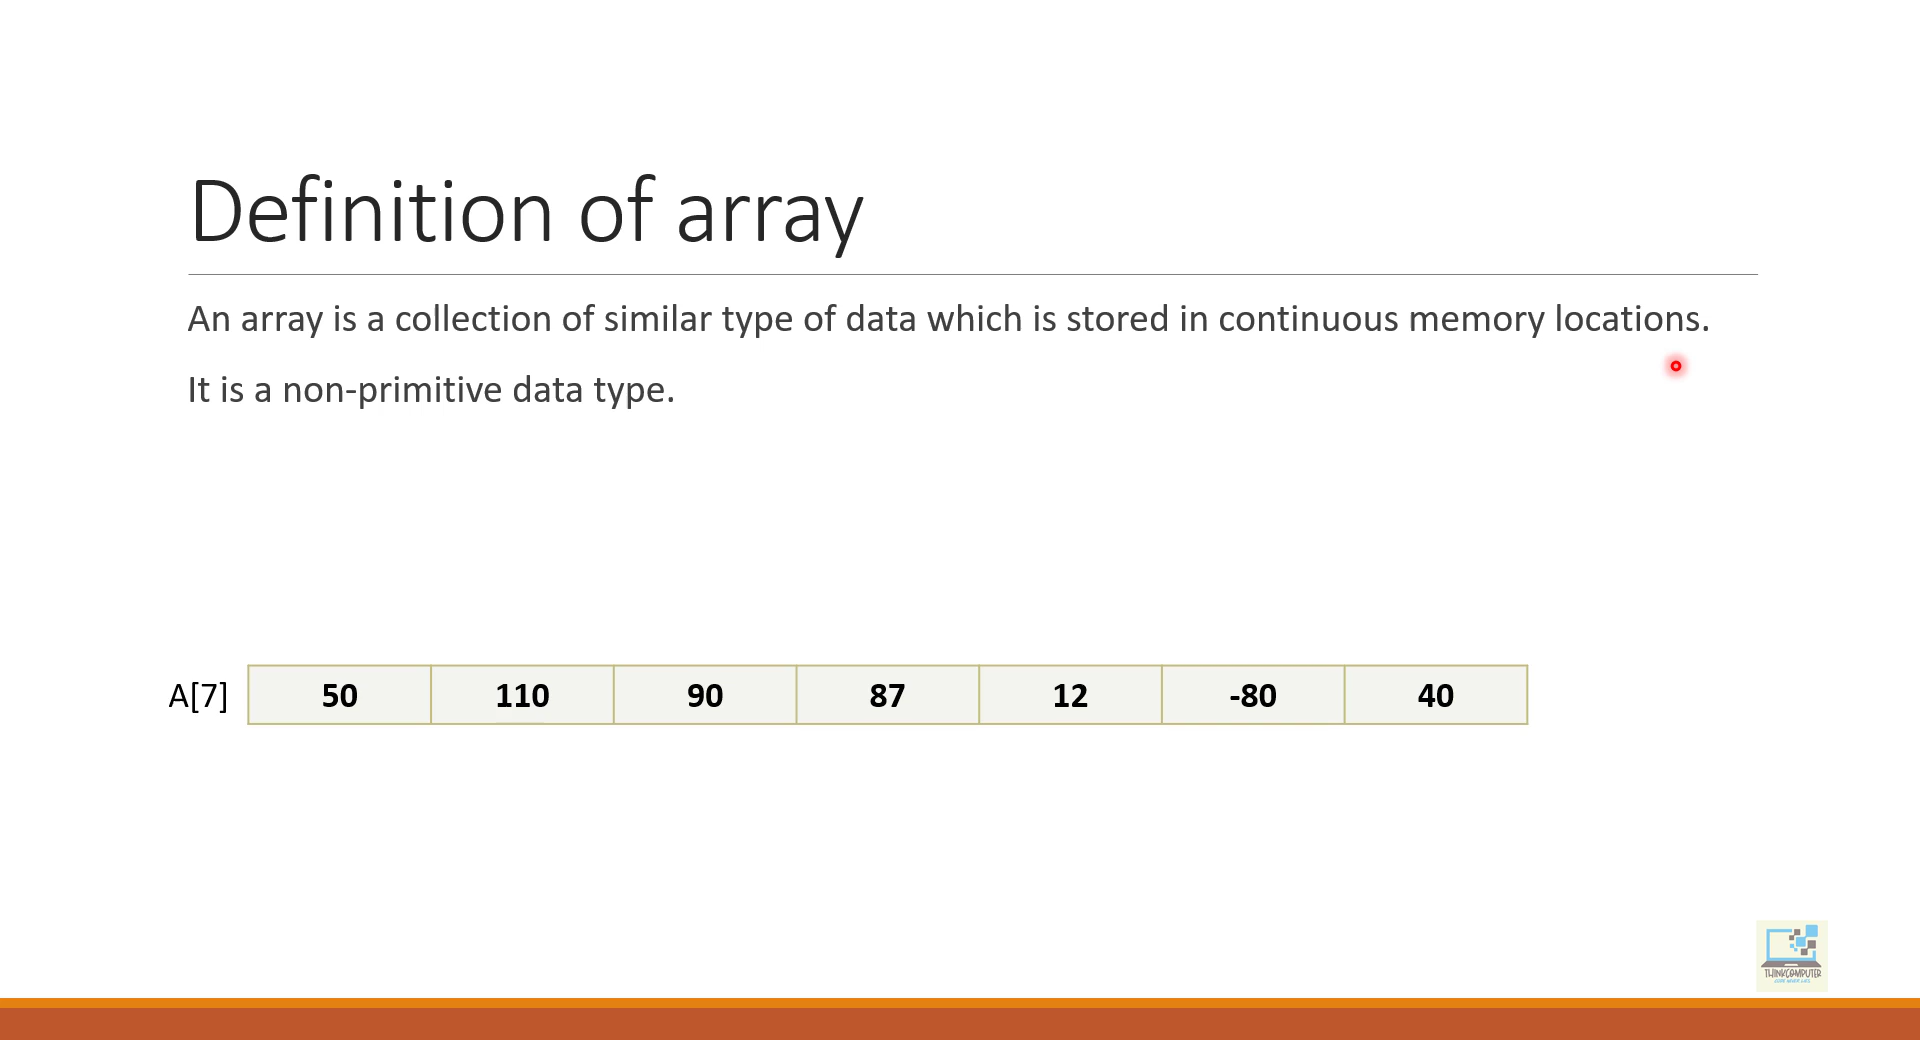 Definition of array
An array is a collection of similar type of data which is stored in continuous memory locations.
It is a non-primitive data type.
A[7] 50 110 90 87 12 -80 40
THINKCOMPUTER